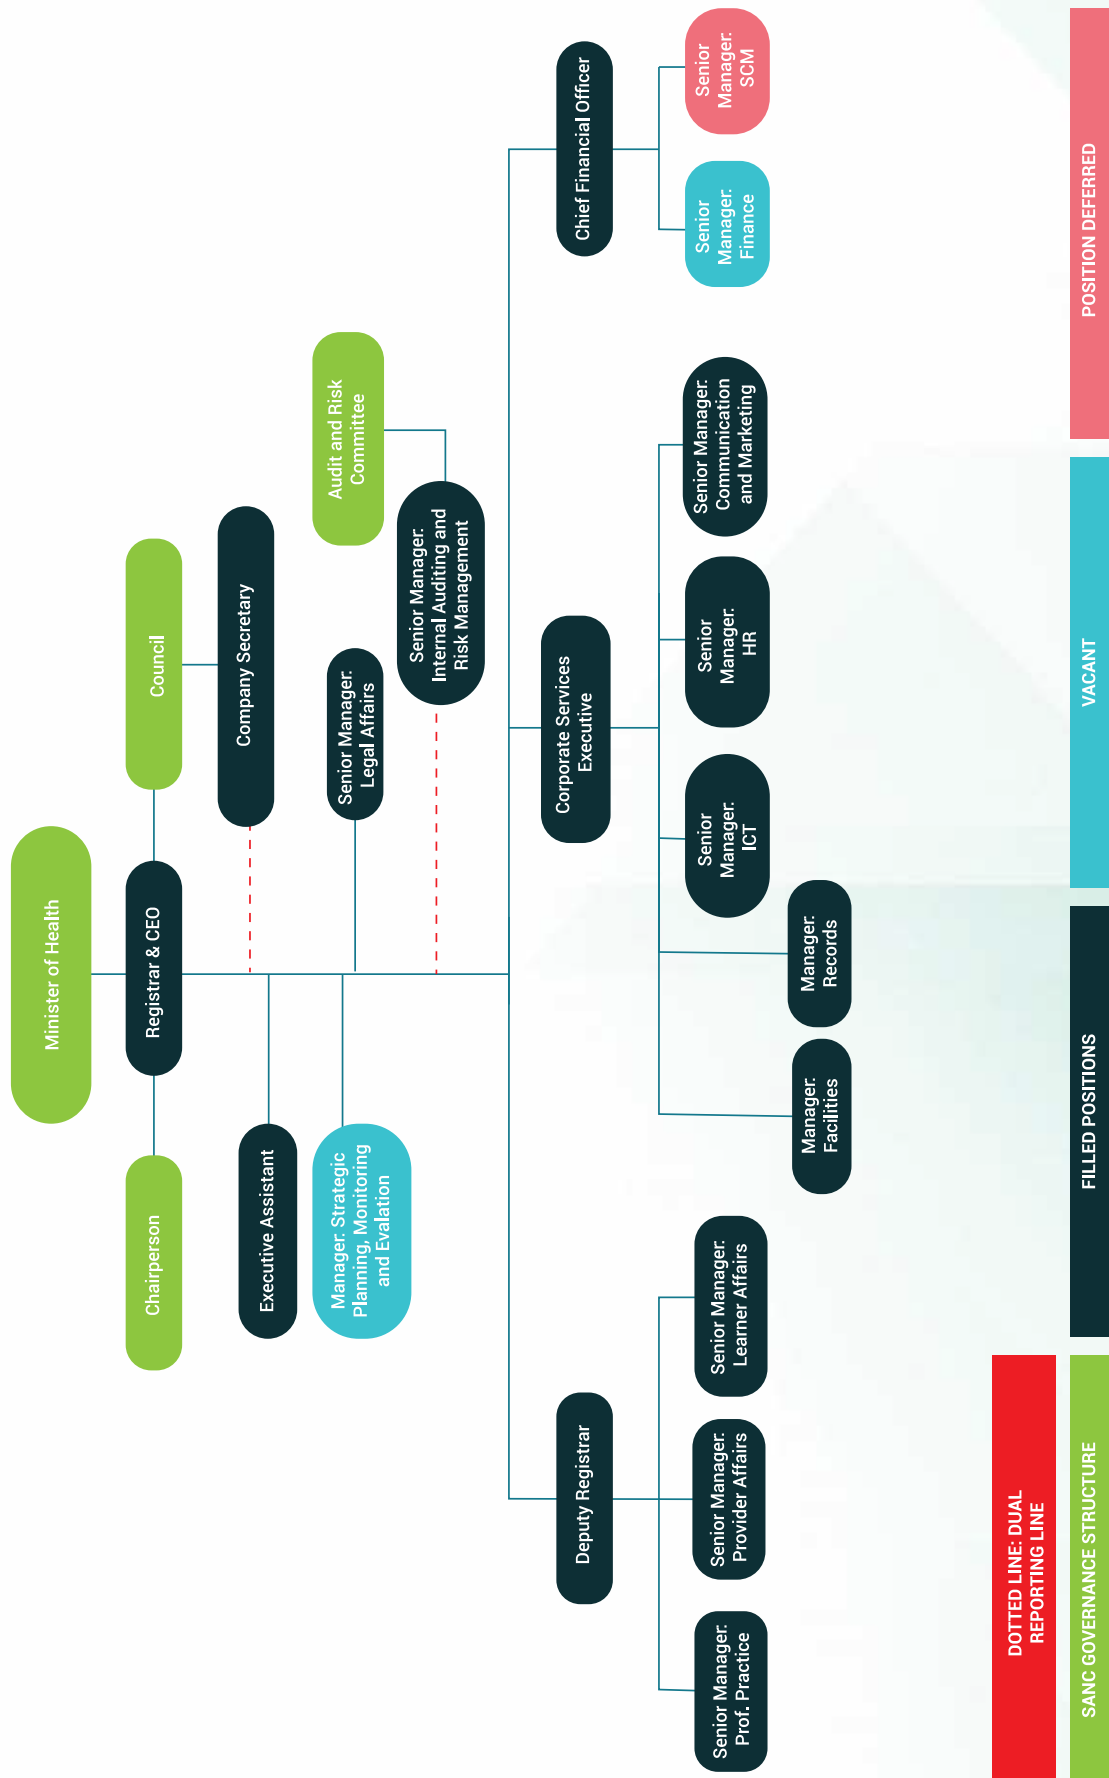 Minister of Health
Chairperson
Registrar & CEO
Council
Company Secretary
Executive Assistant
Manager: Strategic
Planning, Monitoring
and Evalation
Senior Manager:
Legal Affairs
Audit and Risk
Committee
Senior Manager:
Internal Auditing and
Risk Management
Deputy Registrar
Corporate Services
Executive
Chief Financial Officer
Senior Manager:
Prof. Practice
Senior Manager:
Provider Affairs
Senior Manager:
Learner Affairs
Manager:
Facilities
Manager:
Records
Senior
Manager:
ICT
Senior
Manager:
HR
Senior Manager:
Communication
and Marketing
Senior
Manager:
Finance
Senior
Manager:
SCM
DOTTED LINE: DUAL
REPORTING LINE
SANC GOVERNANCE STRUCTURE
FILLED POSITIONS
VACANT
POSITION DEFERRED